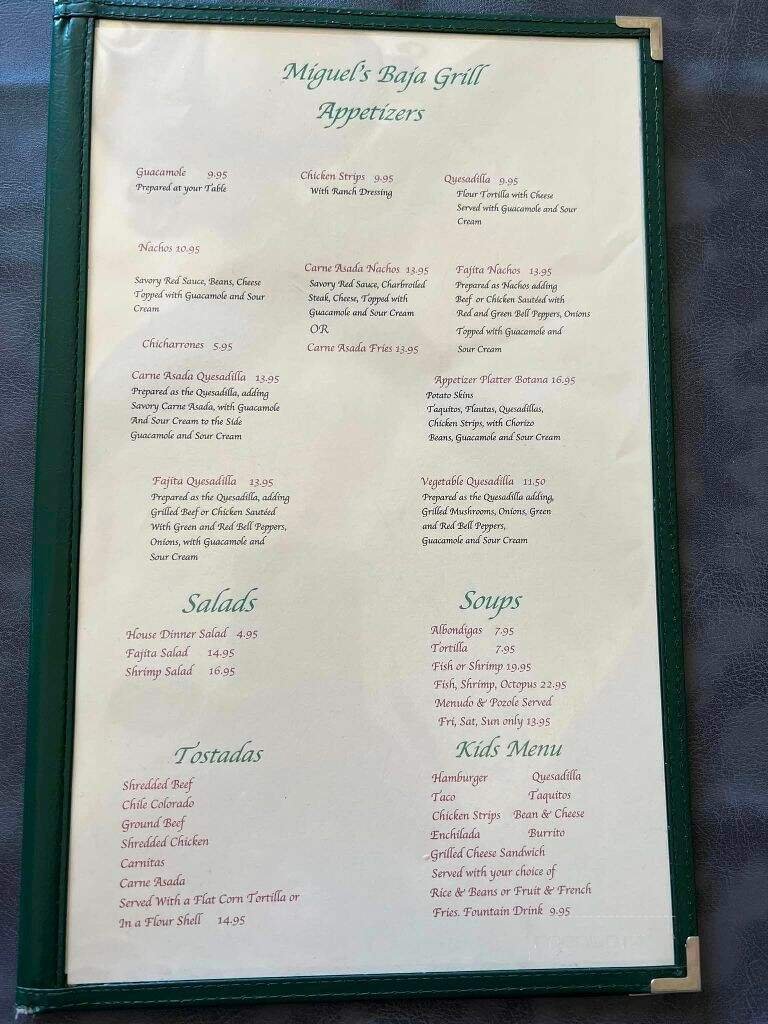 Miguel's Baja Grill
Appetizers
Guacamole 9.95
Prepared at your Table
Chicken Strips 9.95
With Ranch Dressing
Quesadilla 9.95
Flour Tortilla with Cheese
Served with Guacamole and Sour
Cream
Nachos 10.95
Savory Red Sauce, Beans, Cheese
Topped with Guacamole and Sour
Cream
Carne Asada Nachos 13.95
Savory Red Sauce, Charbroiled
Steak, Cheese, Topped with
Guacamole and Sour Cream
OR
Carne Asada Fries 13.95
Fajita Nachos 13.95
Prepared as Nachos adding
Beef or Chicken Sautéed with
Red and Green Bell Peppers, Onions
Topped with Guacamole and
Sour Cream
Chicharrones 5.95
Carne Asada Quesadilla 13.95
Prepared as the Quesadilla, adding
Savory Carne Asada, with Guacamole
And Sour Cream to the Side
Guacamole and Sour Cream
Appetizer Platter Botana 16.95
Potato Skins
Taquitos, Flautas, Quesadillas,
Chicken Strips, with Chorizo
Beans, Guacamole and Sour Cream
Fajita Quesadilla 13.95
Prepared as the Quesadilla, adding
Grilled Beef or Chicken Sautéed
With Green and Red Bell Peppers,
Onions, with Guacamole and
Sour Cream
Vegetable Quesadilla 11.50
Prepared as the Quesadilla adding,
Grilled Mushrooms, Onions, Green
and Red Bell Peppers,
Guacamole and Sour Cream
Salads
House Dinner Salad 4.95
Fajita Salad 14.95
Shrimp Salad 16.95
Soups
Albondigas 7.95
Tortilla 7.95
Fish or Shrimp 19.95
Fish, Shrimp, Octopus 22.95
Menudo & Pozole Served
Fri, Sat, Sun only 13.95
Tostadas
Shredded Beef
Chile Colorado
Ground Beef
Shredded Chicken
Carnitas
Carne Asada
Served With a Flat Corn Tortilla or
In a Flour Shell 14.95
Kids Menu
Hamburger Quesadilla
Taco Taquitos
Chicken Strips Bean & Cheese
Enchilada Burrito
Grilled Cheese Sandwich
Served with your choice of
Rice & Beans or Fruit & French
Fries. Fountain Drink 9.95